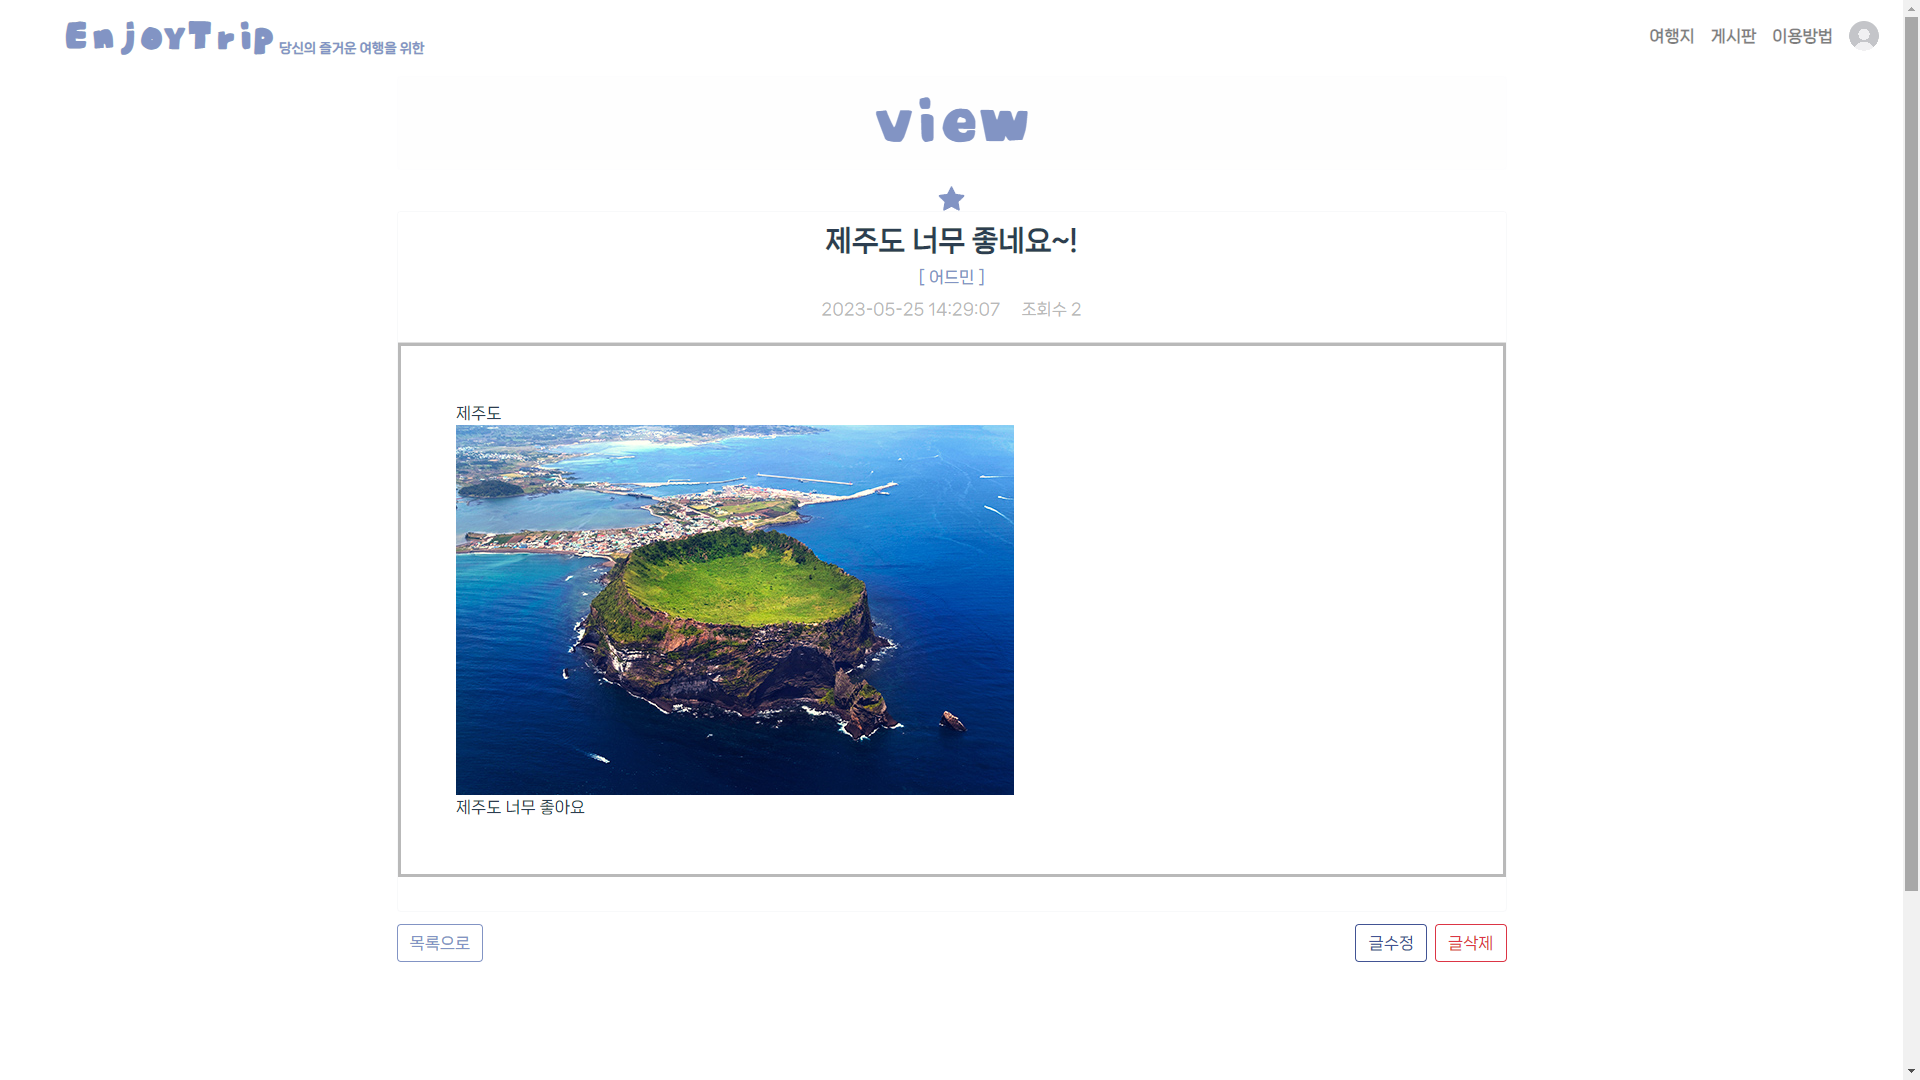 EnjoyTrip 당신의 즐거운 여행을 위한
여행지 게시판 이용방법
view
제주도 너무 좋네요~!
[ 어드민 ]
2023-05-25 14:29:07 조회수 2
제주도
제주도 너무 좋아요
목록으로
글수정 글삭제